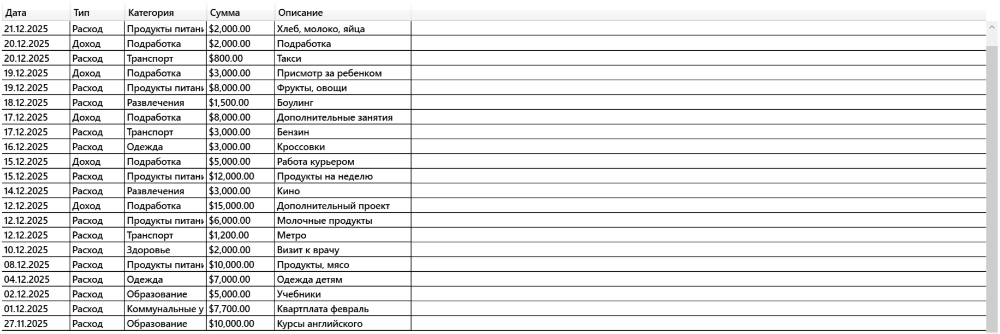 Дата Тип Категория Сумма Описание
21.12.2025 Расход Продукты питани $2,000.00 Хлеб, молоко, яйца
20.12.2025 Доход Подработка $2,000.00 Подработка
20.12.2025 Расход Транспорт $800.00 Такси
19.12.2025 Доход Подработка $3,000.00 Присмотр за ребенком
19.12.2025 Расход Продукты питани $8,000.00 Фрукты, овощи
18.12.2025 Расход Развлечения $1,500.00 Боулинг
17.12.2025 Доход Подработка $8,000.00 Дополнительные занятия
17.12.2025 Расход Транспорт $3,000.00 Бензин
16.12.2025 Расход Одежда $3,000.00 Кроссовки
15.12.2025 Доход Подработка $5,000.00 Работа курьером
15.12.2025 Расход Продукты питани $12,000.00 Продукты на неделю
14.12.2025 Расход Развлечения $3,000.00 Кино
12.12.2025 Доход Подработка $15,000.00 Дополнительный проект
12.12.2025 Расход Продукты питани $6,000.00 Молочные продукты
12.12.2025 Расход Транспорт $1,200.00 Метро
10.12.2025 Расход Здоровье $2,000.00 Визит к врачу
08.12.2025 Расход Продукты питани $10,000.00 Продукты, мясо
04.12.2025 Расход Одежда $7,000.00 Одежда детям
02.12.2025 Расход Образование $5,000.00 Учебники
01.12.2025 Расход Коммунальные у $7,700.00 Квартплата февраль
27.11.2025 Расход Образование $10,000.00 Курсы английского